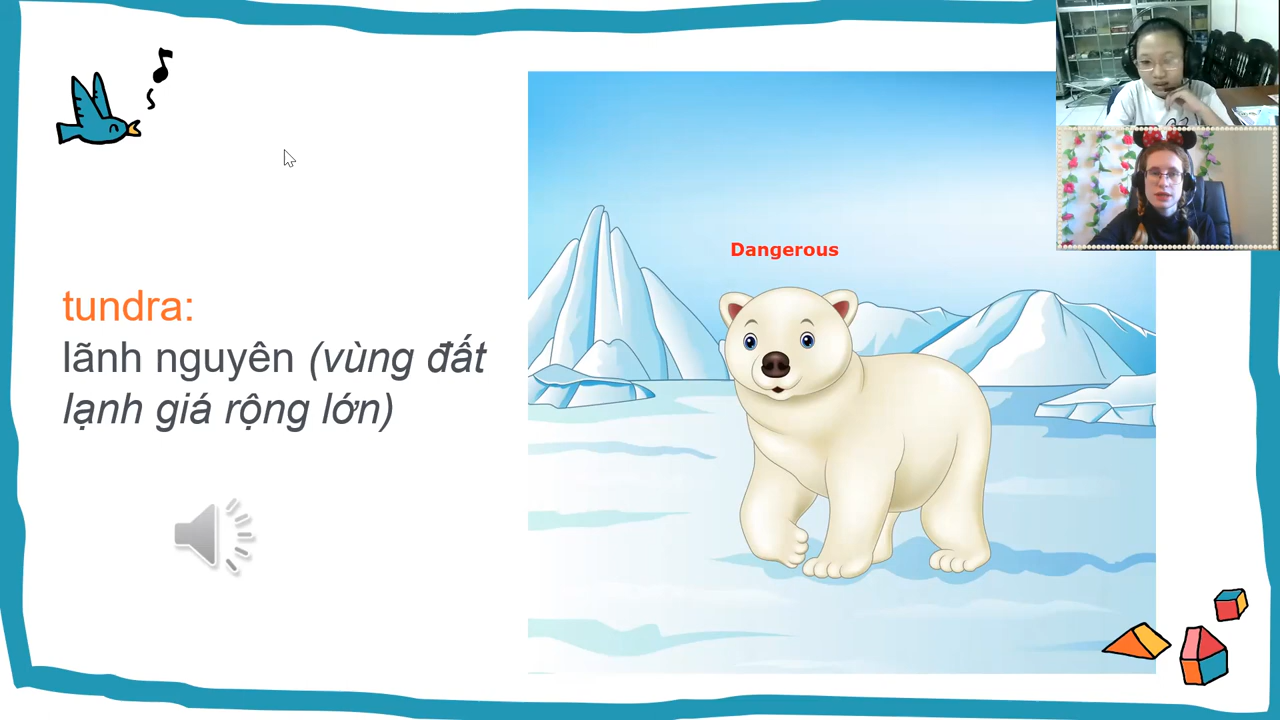 Dangerous
tundra:
lãnh nguyên (vùng đất
lạnh giá rộng lớn)